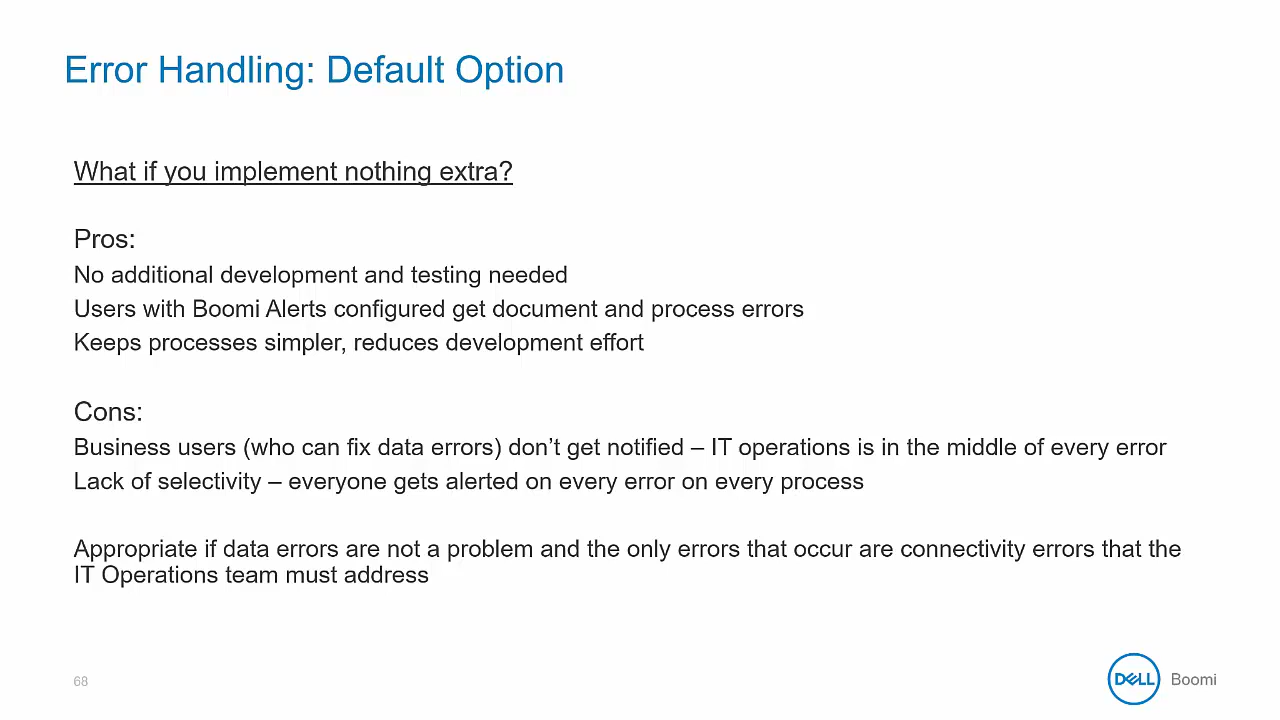 Error Handling: Default Option
What if you implement nothing extra?
Pros:
No additional development and testing needed
Users with Boomi Alerts configured get document and process errors
Keeps processes simpler, reduces development effort
Cons:
Business users (who can fix data errors) don’t get notified – IT operations is in the middle of every error
Lack of selectivity – everyone gets alerted on every error on every process
Appropriate if data errors are not a problem and the only errors that occur are connectivity errors that the
IT Operations team must address
68
DELL Boomi